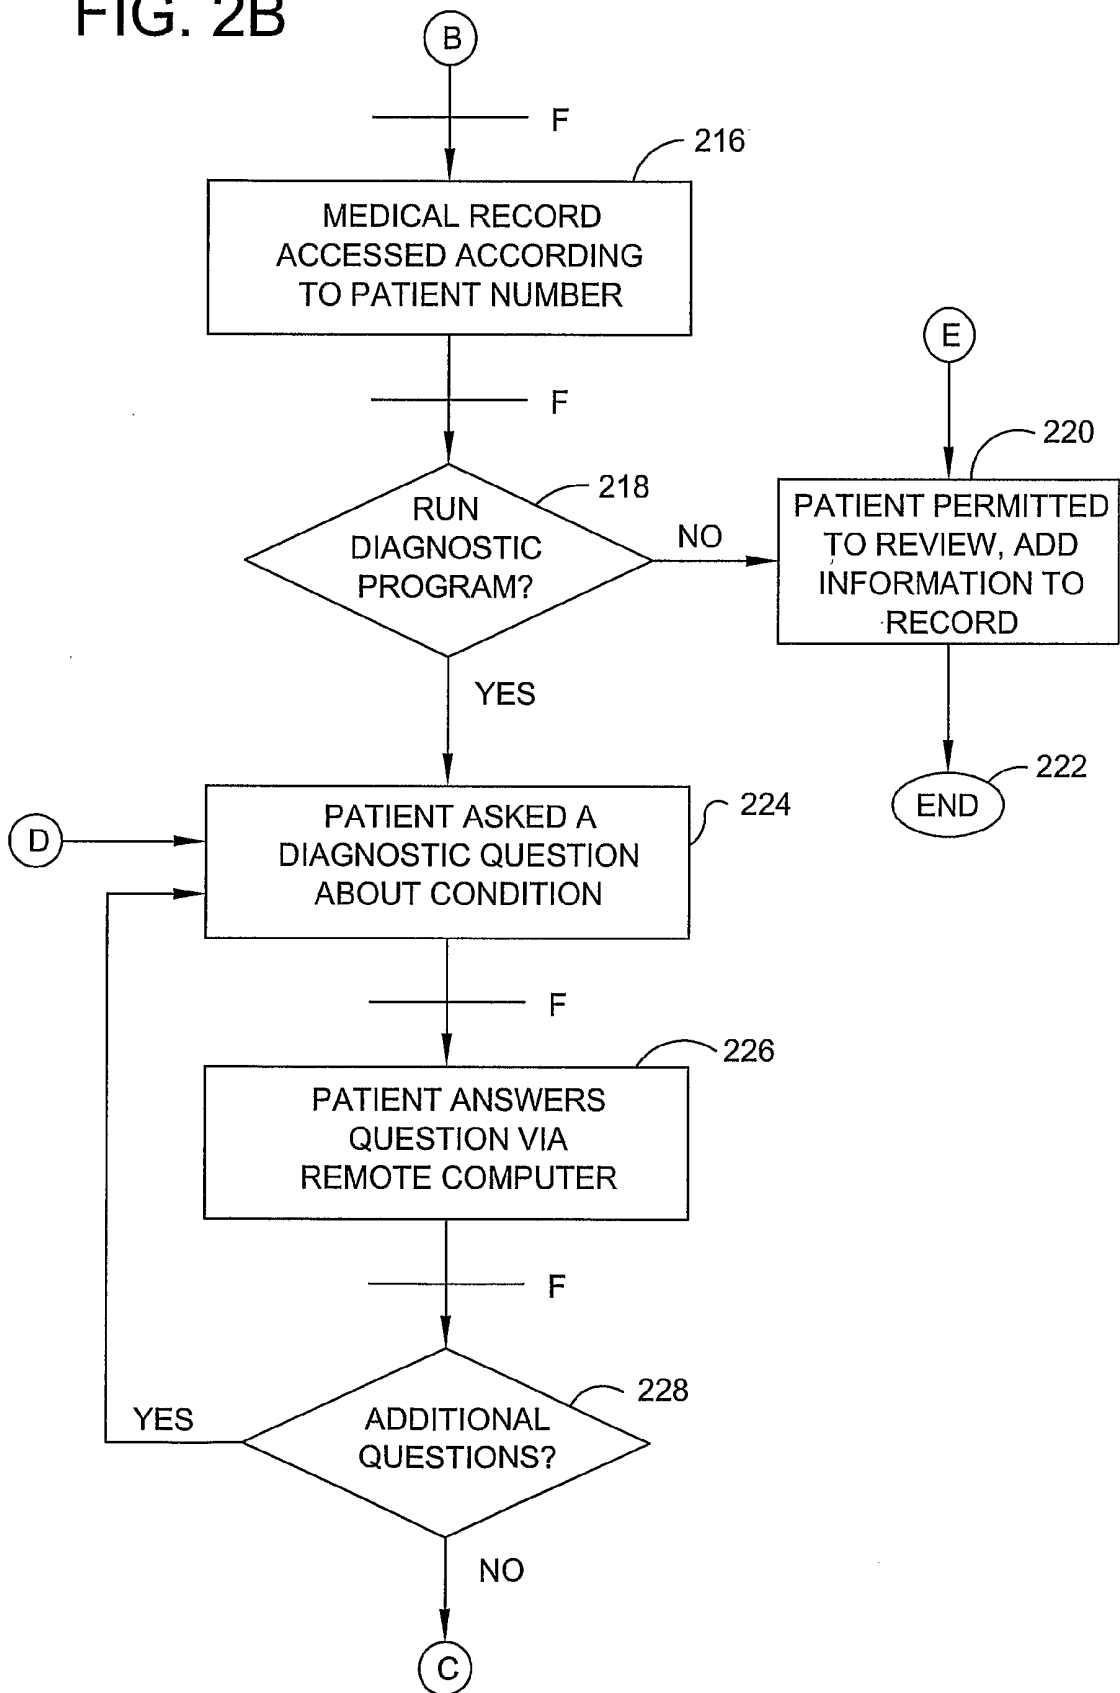 FIG. 2B
B
F
216
MEDICAL RECORD
ACCESSED ACCORDING
TO PATIENT NUMBER
F
E
218
RUN
DIAGNOSTIC
PROGRAM?
NO
220
PATIENT PERMITTED
TO REVIEW, ADD
INFORMATION TO
RECORD
YES
222
END
D
224
PATIENT ASKED A
DIAGNOSTIC QUESTION
ABOUT CONDITION
F
226
PATIENT ANSWERS
QUESTION VIA
REMOTE COMPUTER
F
228
ADDITIONAL
QUESTIONS?
YES
NO
C